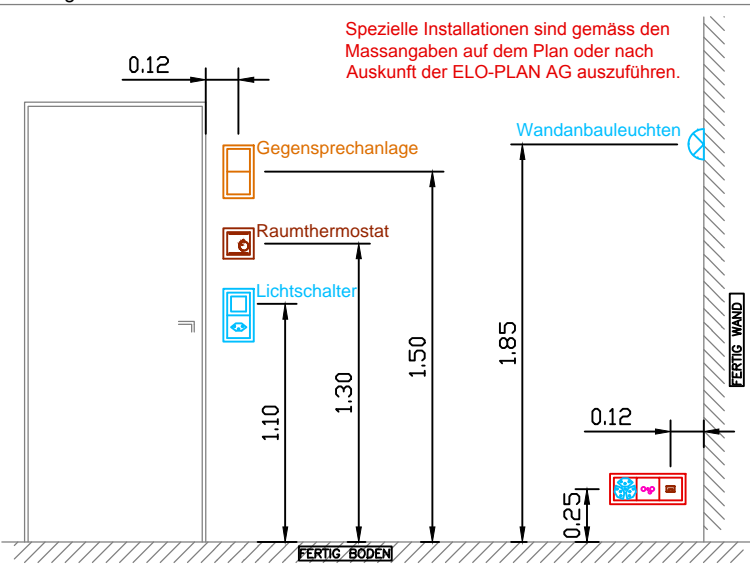 Spezielle Installationen sind gemäss den
Massangaben auf dem Plan oder nach
Auskunft der ELO-PLAN AG auszuführen.
0.12
Wandanbauleuchten
Gegensprechanlage
Raumthermostat
Lichtschalter
1.10
1.30
1.50
1.85
FERTIG WAND
0.12
0.25
FERTIG BODEN